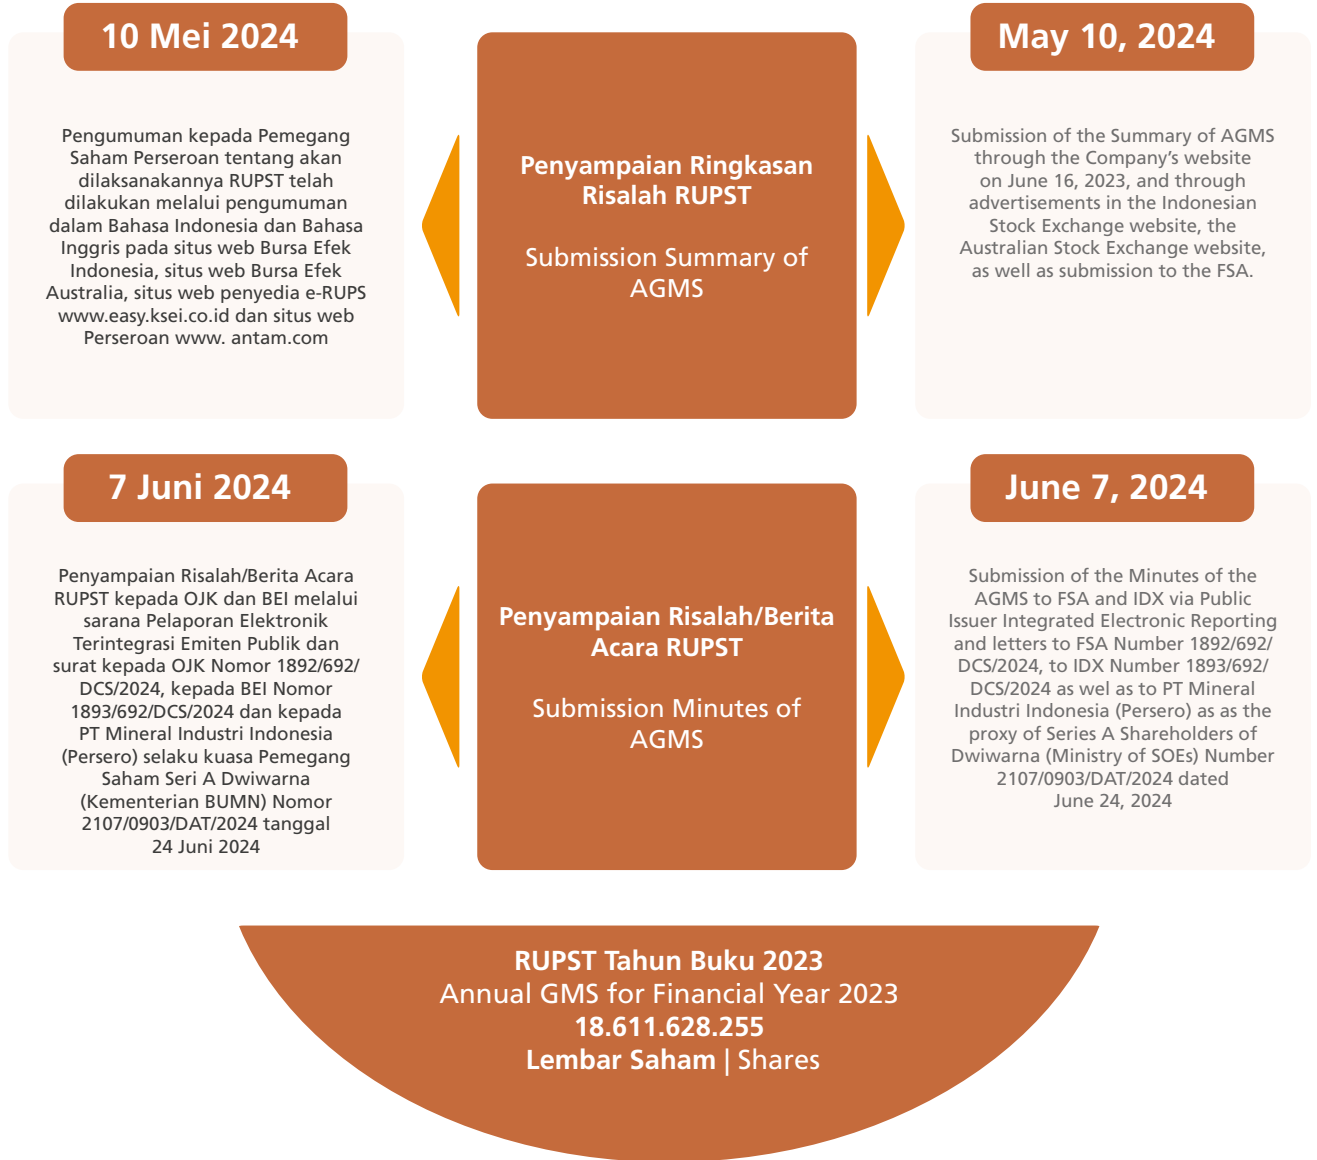 10 Mei 2024
Pengumuman kepada Pemegang
Saham Perseroan tentang akan
dilaksanakannya RUPST telah
dilakukan melalui pengumuman
dalam Bahasa Indonesia dan Bahasa
Inggris pada situs web Bursa Efek
Indonesia, situs web Bursa Efek
Australia, situs web penyedia e-RUPS
www.easy.ksei.co.id dan situs web
Perseroan www. antam.com
Penyampaian Ringkasan
Risalah RUPST
Submission Summary of
AGMS
May 10, 2024
Submission of the Summary of AGMS
through the Company’s website
on June 16, 2023, and through
advertisements in the Indonesian
Stock Exchange website, the
Australian Stock Exchange website,
as well as submission to the FSA.
7 Juni 2024
Penyampaian Risalah/Berita Acara
RUPST kepada OJK dan BEI melalui
sarana Pelaporan Elektronik
Terintegrasi Emiten Publik dan
surat kepada OJK Nomor 1892/692/
DCS/2024, kepada BEI Nomor
1893/692/DCS/2024 dan kepada
PT Mineral Industri Indonesia
(Persero) selaku kuasa Pemegang
Saham Seri A Dwiwarna
(Kementerian BUMN) Nomor
2107/0903/DAT/2024 tanggal
24 Juni 2024
Penyampaian Risalah/Berita
Acara RUPST
Submission Minutes of
AGMS
June 7, 2024
Submission of the Minutes of the
AGMS to FSA and IDX via Public
Issuer Integrated Electronic Reporting
and letters to FSA Number 1892/692/
DCS/2024, to IDX Number 1893/692/
DCS/2024 as wel as to PT Mineral
Industri Indonesia (Persero) as as the
proxy of Series A Shareholders of
Dwiwarna (Ministry of SOEs) Number
2107/0903/DAT/2024 dated
June 24, 2024
RUPST Tahun Buku 2023
Annual GMS for Financial Year 2023
18.611.628.255
Lembar Saham | Shares